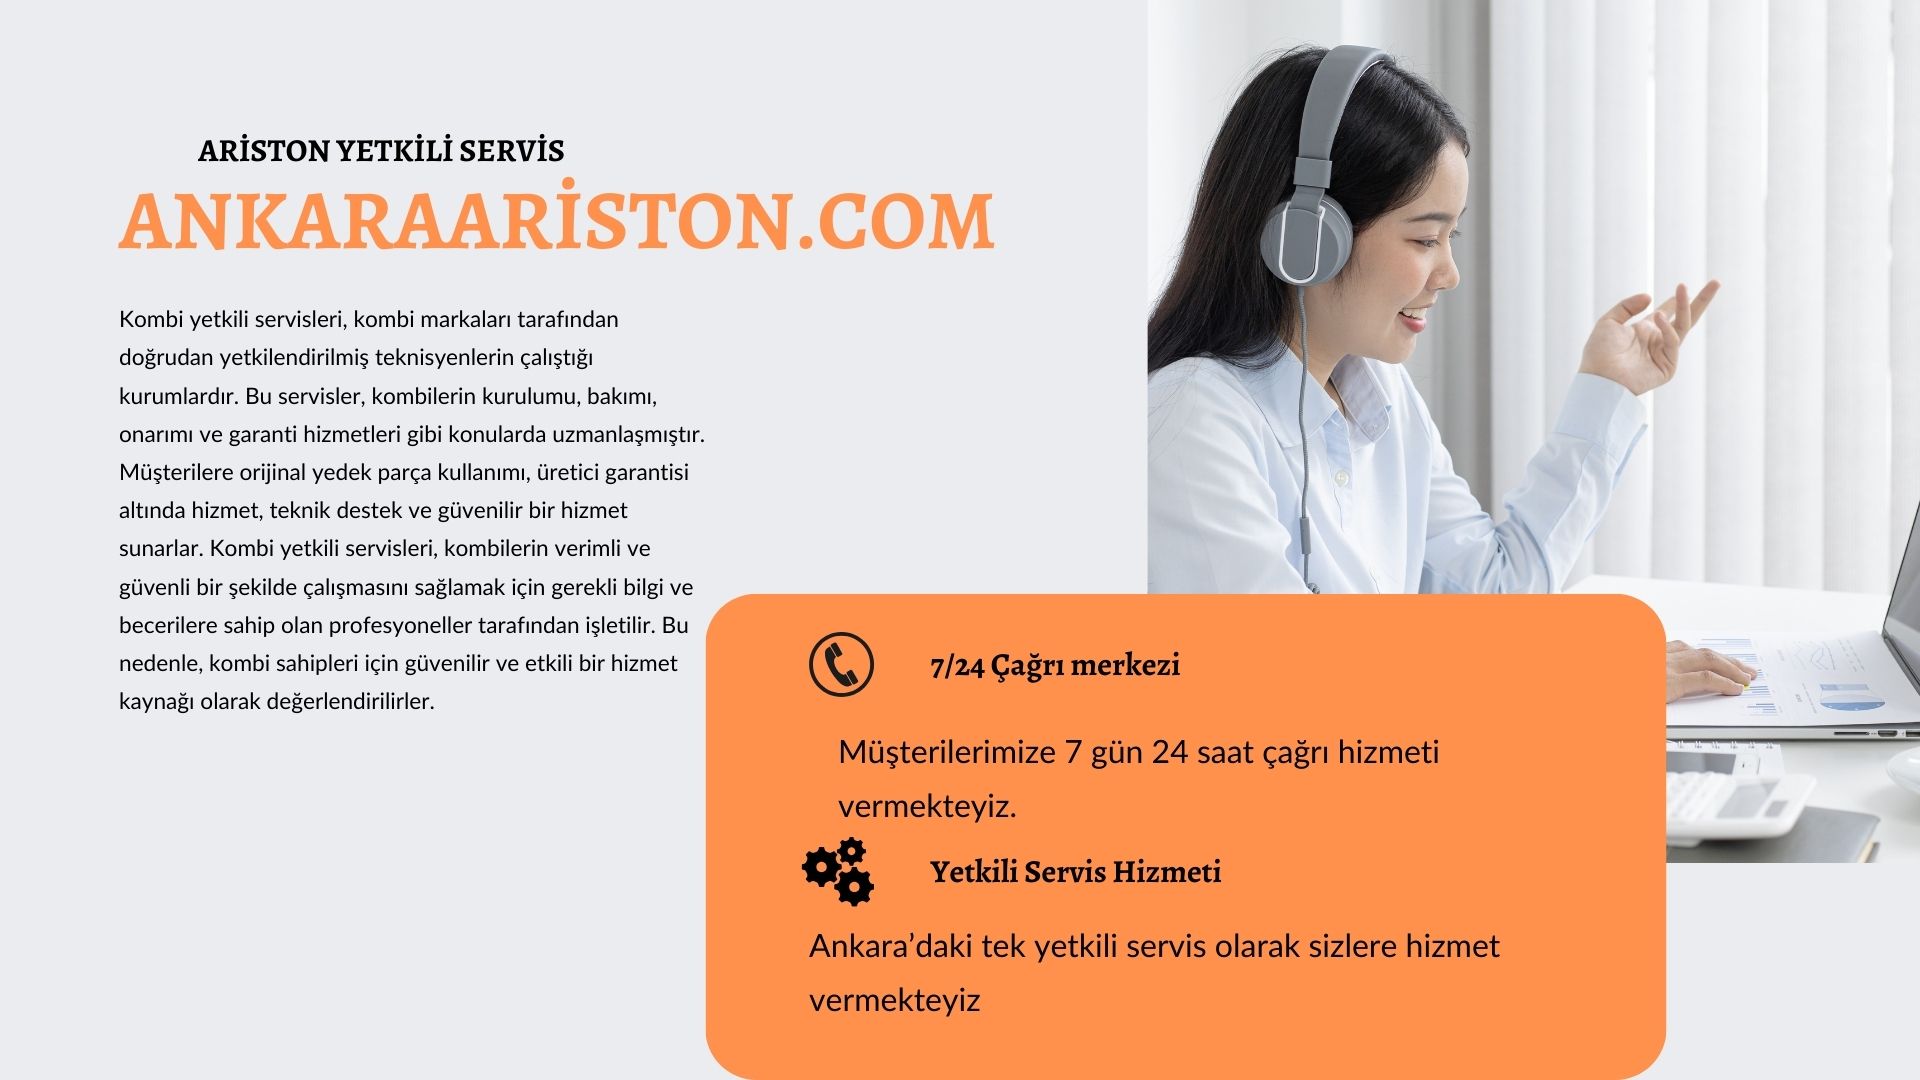 ARİSTON YETKİLİ SERVİS
ANKARAARİSTON.COM
Kombi yetkili servisleri, kombi markaları tarafından
doğrudan yetkilendirilmiş teknisyenlerin çalıştığı
kurumlardır. Bu servisler, kombilerin kurulumu, bakımı,
onarımı ve garanti hizmetleri gibi konularda uzmanlaşmıştır.
Müşterilere orijinal yedek parça kullanımı, üretici garantisi
altında hizmet, teknik destek ve güvenilir bir hizmet
sunarlar. Kombi yetkili servisleri, kombilerin verimli ve
güvenli bir şekilde çalışmasını sağlamak için gerekli bilgi ve
becerilere sahip olan profesyoneller tarafından işletilir. Bu
nedenle, kombi sahipleri için güvenilir ve etkili bir hizmet
kaynağı olarak değerlendirilirler.
7/24 Çağrı merkezi
Müşterilerimize 7 gün 24 saat çağrı hizmeti
vermekteyiz.
Yetkili Servis Hizmeti
Ankara’daki tek yetkili servis olarak sizlere hizmet
vermekteyiz